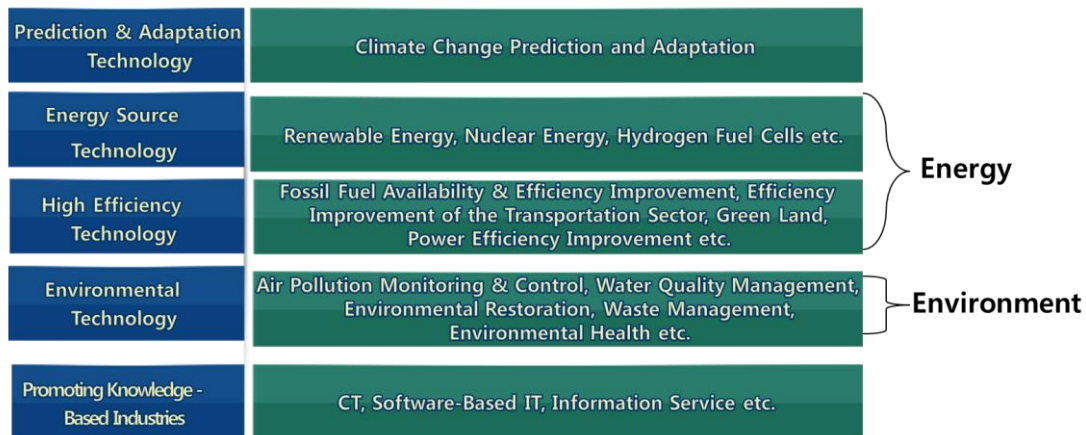 Prediction & Adaptation
Technology
Climate Change Prediction and Adaptation
Energy Source
Technology
Renewable Energy, Nuclear Energy, Hydrogen Fuel Cells etc.
High Efficiency
Technology
Fossil Fuel Availability & Efficiency Improvement, Efficiency
Improvement of the Transportation Sector, Green Land,
Power Efficiency Improvement etc.
Energy
Environmental
Technology
Air Pollution Monitoring & Control, Water Quality Management,
Environmental Restoration, Waste Management,
Environmental Health etc.
Environment
Promoting Knowledge -
Based Industries
CT, Software-Based IT, Information Service etc.